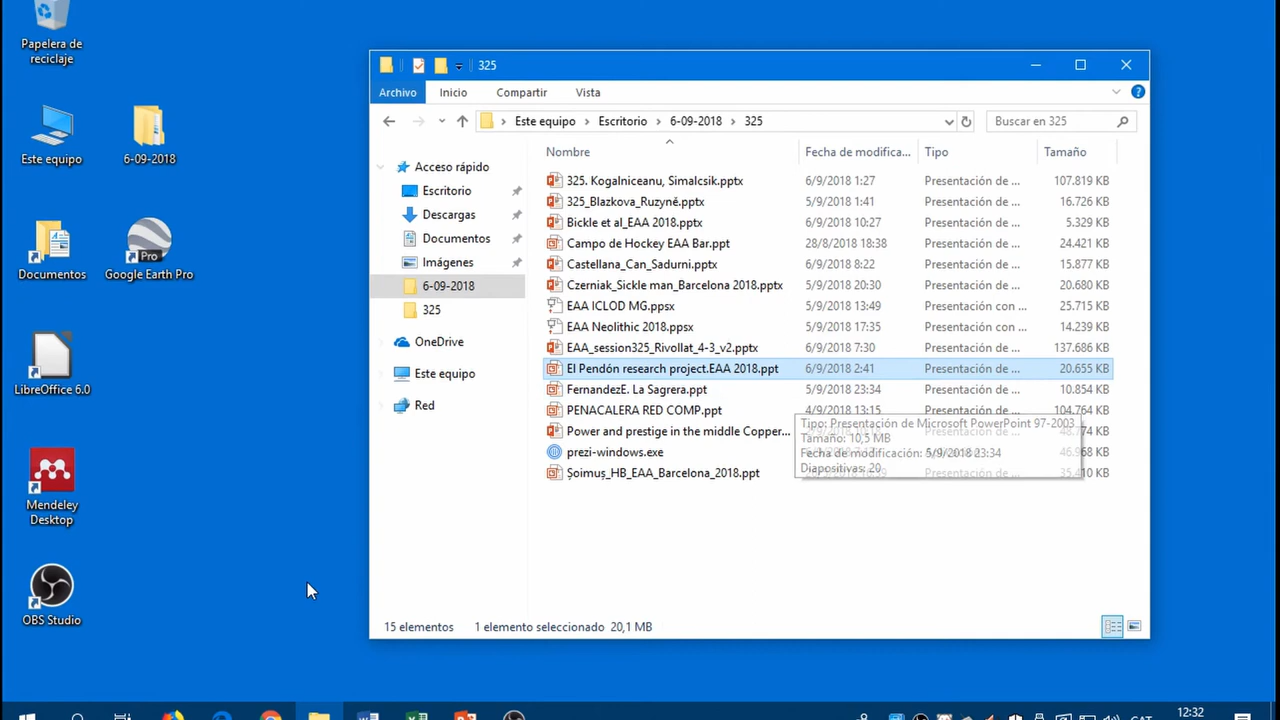 Papelera de
reciclaje
Este equipo
6-09-2018
Documentos
Pro
Google Earth Pro
LibreOffice 6.0
Mendeley
Desktop
OBS Studio
325
Archivo Inicio Compartir Vista
Este equipo > Escritorio > 6-09-2018 > 325
Buscar en 325
Acceso rápido
Escritorio
Descargas
Documentos
Imágenes
6-09-2018
325
OneDrive
Este equipo
Red
Nombre Fecha de modifica... Tipo Tamaño
325. Kogalniceanu, Simalcsik.pptx 6/9/2018 1:27 Presentación de ... 107.819 KB
325_Blazkova_Ruzyně.pptx 5/9/2018 1:41 Presentación de ... 16.726 KB
Bickle et al_EAA 2018.pptx 6/9/2018 10:27 Presentación de ... 5.329 KB
Campo de Hockey EAA Bar.ppt 28/8/2018 18:38 Presentación de ... 24.421 KB
Castellana_Can_Sadurni.pptx 6/9/2018 8:22 Presentación de ... 15.877 KB
Czerniak_Sickle man_Barcelona 2018.pptx 5/9/2018 20:30 Presentación de ... 20.680 KB
EAA ICLOD MG.ppsx 5/9/2018 13:49 Presentación con ... 25.715 KB
EAA Neolithic 2018.ppsx 5/9/2018 17:35 Presentación con ... 14.239 KB
EAA_session325_Rivollat_4-3_v2.pptx 6/9/2018 7:30 Presentación de ... 137.686 KB
El Pendón research project.EAA 2018.ppt 6/9/2018 2:41 Presentación de ... 20.655 KB
FernandezE. La Sagrera.ppt 5/9/2018 23:34 Presentación de ... 10.854 KB
PENACALERA RED COMP.ppt 4/9/2018 13:15 Presentación de ... 104.764 KB
Power and prestige in the middle Copper...
prezi-windows.exe
Șoimuș_HB_EAA_Barcelona_2018.ppt
Tipo: Presentación de Microsoft PowerPoint 97-2003
Tamaño: 10,5 MB
Fecha de modificación: 5/9/2018 23:34
Diapositivas: 20
15 elementos 1 elemento seleccionado 20,1 MB
12:32